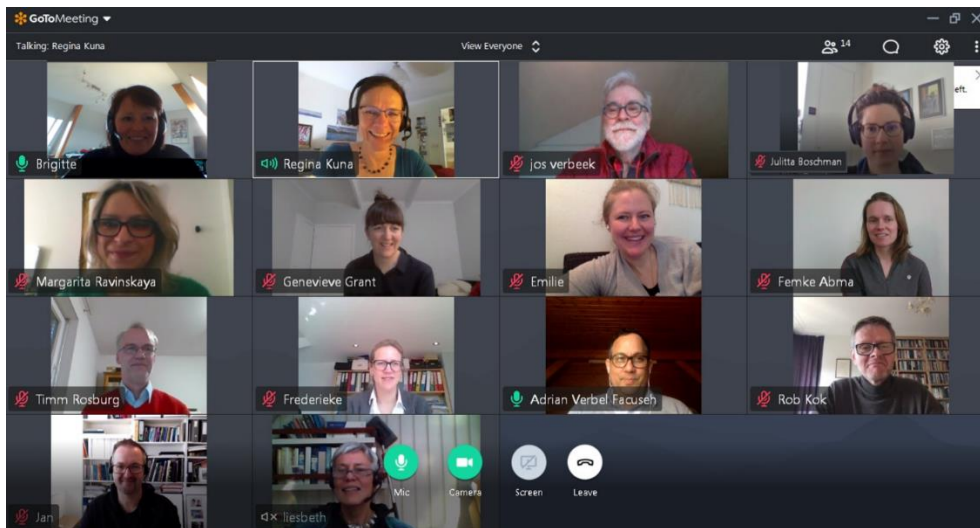 GoToMeeting
Talking: Regina Kuna
View Everyone
14
eft.
Brigitte
Regina Kuna
jos verbeek
Julitta Boschman
Margarita Ravinskaya
Genevieve Grant
Emilie
Femke Abma
Timm Rosburg
Frederieke
Adrian Verbel Facuseh
Rob Kok
Jan
liesbeth
Mic
Camera
Screen
Leave